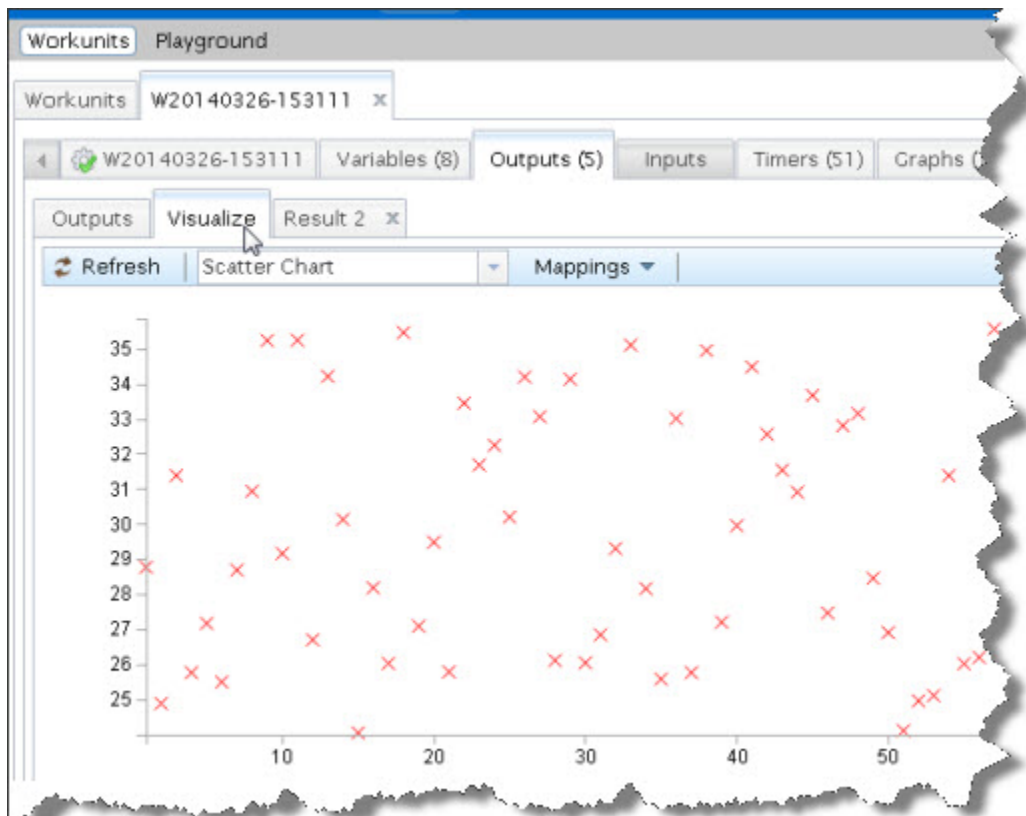 Workunits Playground
Workunits W20140326-153111 x
W20140326-153111 Variables (8) Outputs (5) Inputs Timers (51) Graphs (
Outputs Visualize Result 2 x
Refresh Scatter Chart Mappings
35
34
33
32
31
30
29
28
27
26
25
10 20 30 40 50